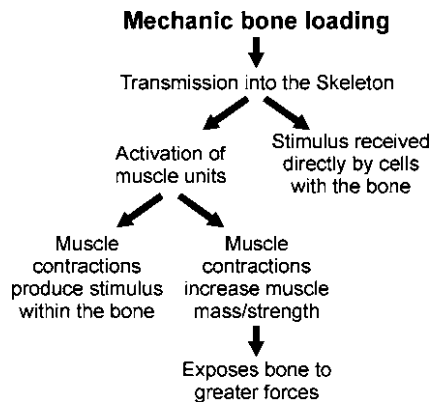 Mechanic bone loading
Transmission into the Skeleton
Activation of
muscle units
Stimulus received
directly by cells
with the bone
Muscle
contractions
produce stimulus
within the bone
Muscle
contractions
increase muscle
mass/strength
Exposes bone to
greater forces